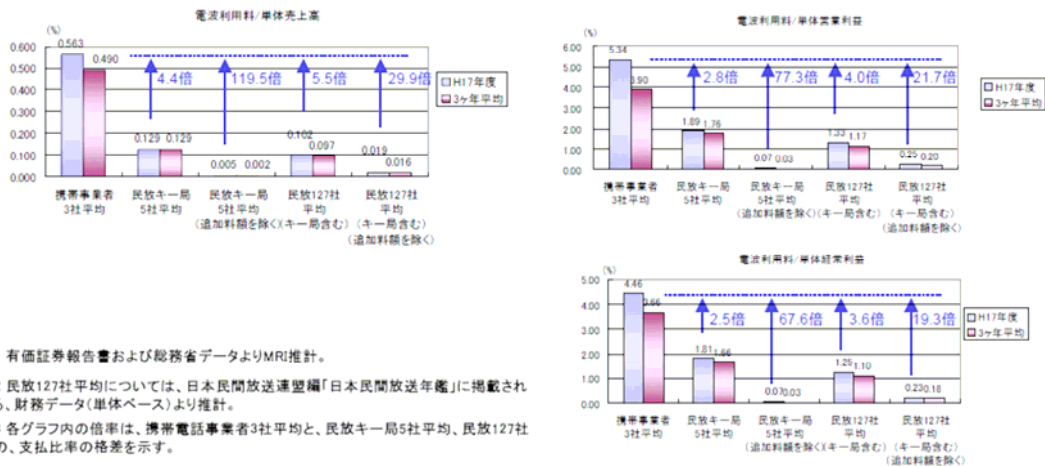 電波利用料/単体売上高
(%)
0.600
0.500
0.400
0.300
0.200
0.100
0.000
0.563
0.490
0.129
0.129
0.005
0.002
0.102
0.097
0.019
0.016
4.4倍
119.5倍
5.5倍
29.9倍
H17年度
3ヶ年平均
携帯事業者
3社平均
民放キー局
5社平均
民放キー局
5社平均
(追加料額を除く)
民放127社
平均
(キー局含む)
民放127社
平均
(キー局含む)
(追加料額を除く)
電波利用料/単体営業利益
(%)
6.00
5.00
4.00
3.00
2.00
1.00
0.00
5.34
3.90
1.89
1.76
0.07
0.03
1.33
1.17
0.25
0.20
2.8倍
77.3倍
4.0倍
21.7倍
H17年度
3ヶ年平均
携帯事業者
3社平均
民放キー局
5社平均
民放キー局
5社平均
(追加料額を除く)
民放127社
平均
(キー局含む)
民放127社
平均
(キー局含む)
(追加料額を除く)
電波利用料/単体経常利益
(%)
5.00
4.00
3.00
2.00
1.00
0.00
4.46
3.66
1.81
1.66
0.07
0.03
1.25
1.10
0.23
0.18
2.5倍
67.6倍
3.6倍
19.3倍
H17年度
3ヶ年平均
携帯事業者
3社平均
民放キー局
5社平均
民放キー局
5社平均
(追加料額を除く)
民放127社
平均
(キー局含む)
民放127社
平均
(キー局含む)
(追加料額を除く)
有価証券報告書および総務省データよりMRI推計。
民放127社平均については、日本民間放送連盟編「日本民間放送年鑑」に掲載され
、財務データ(単体ベース)より推計。
各グラフ内の倍率は、携帯電話事業者3社平均と、民放キー局5社平均、民放127社
の、支払比率の格差を示す。